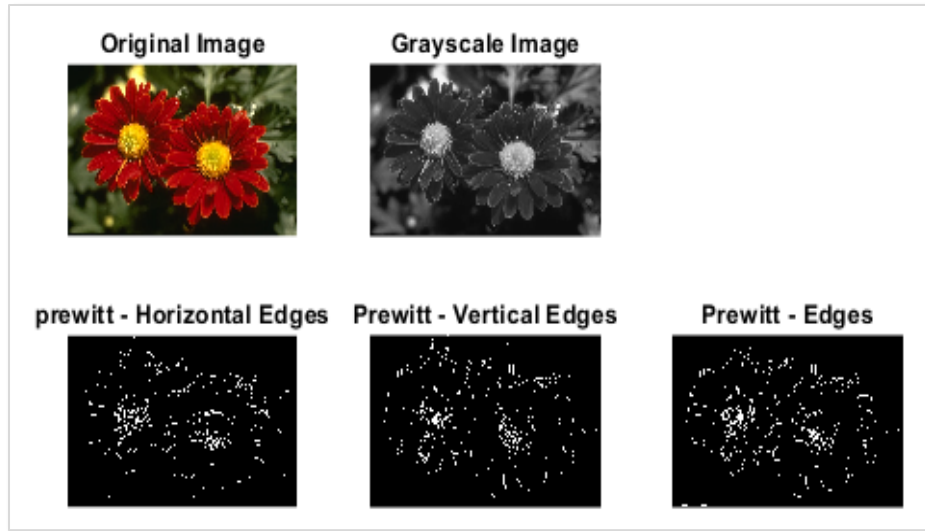 Original Image
Grayscale Image
prewitt - Horizontal Edges
Prewitt - Vertical Edges
Prewitt - Edges